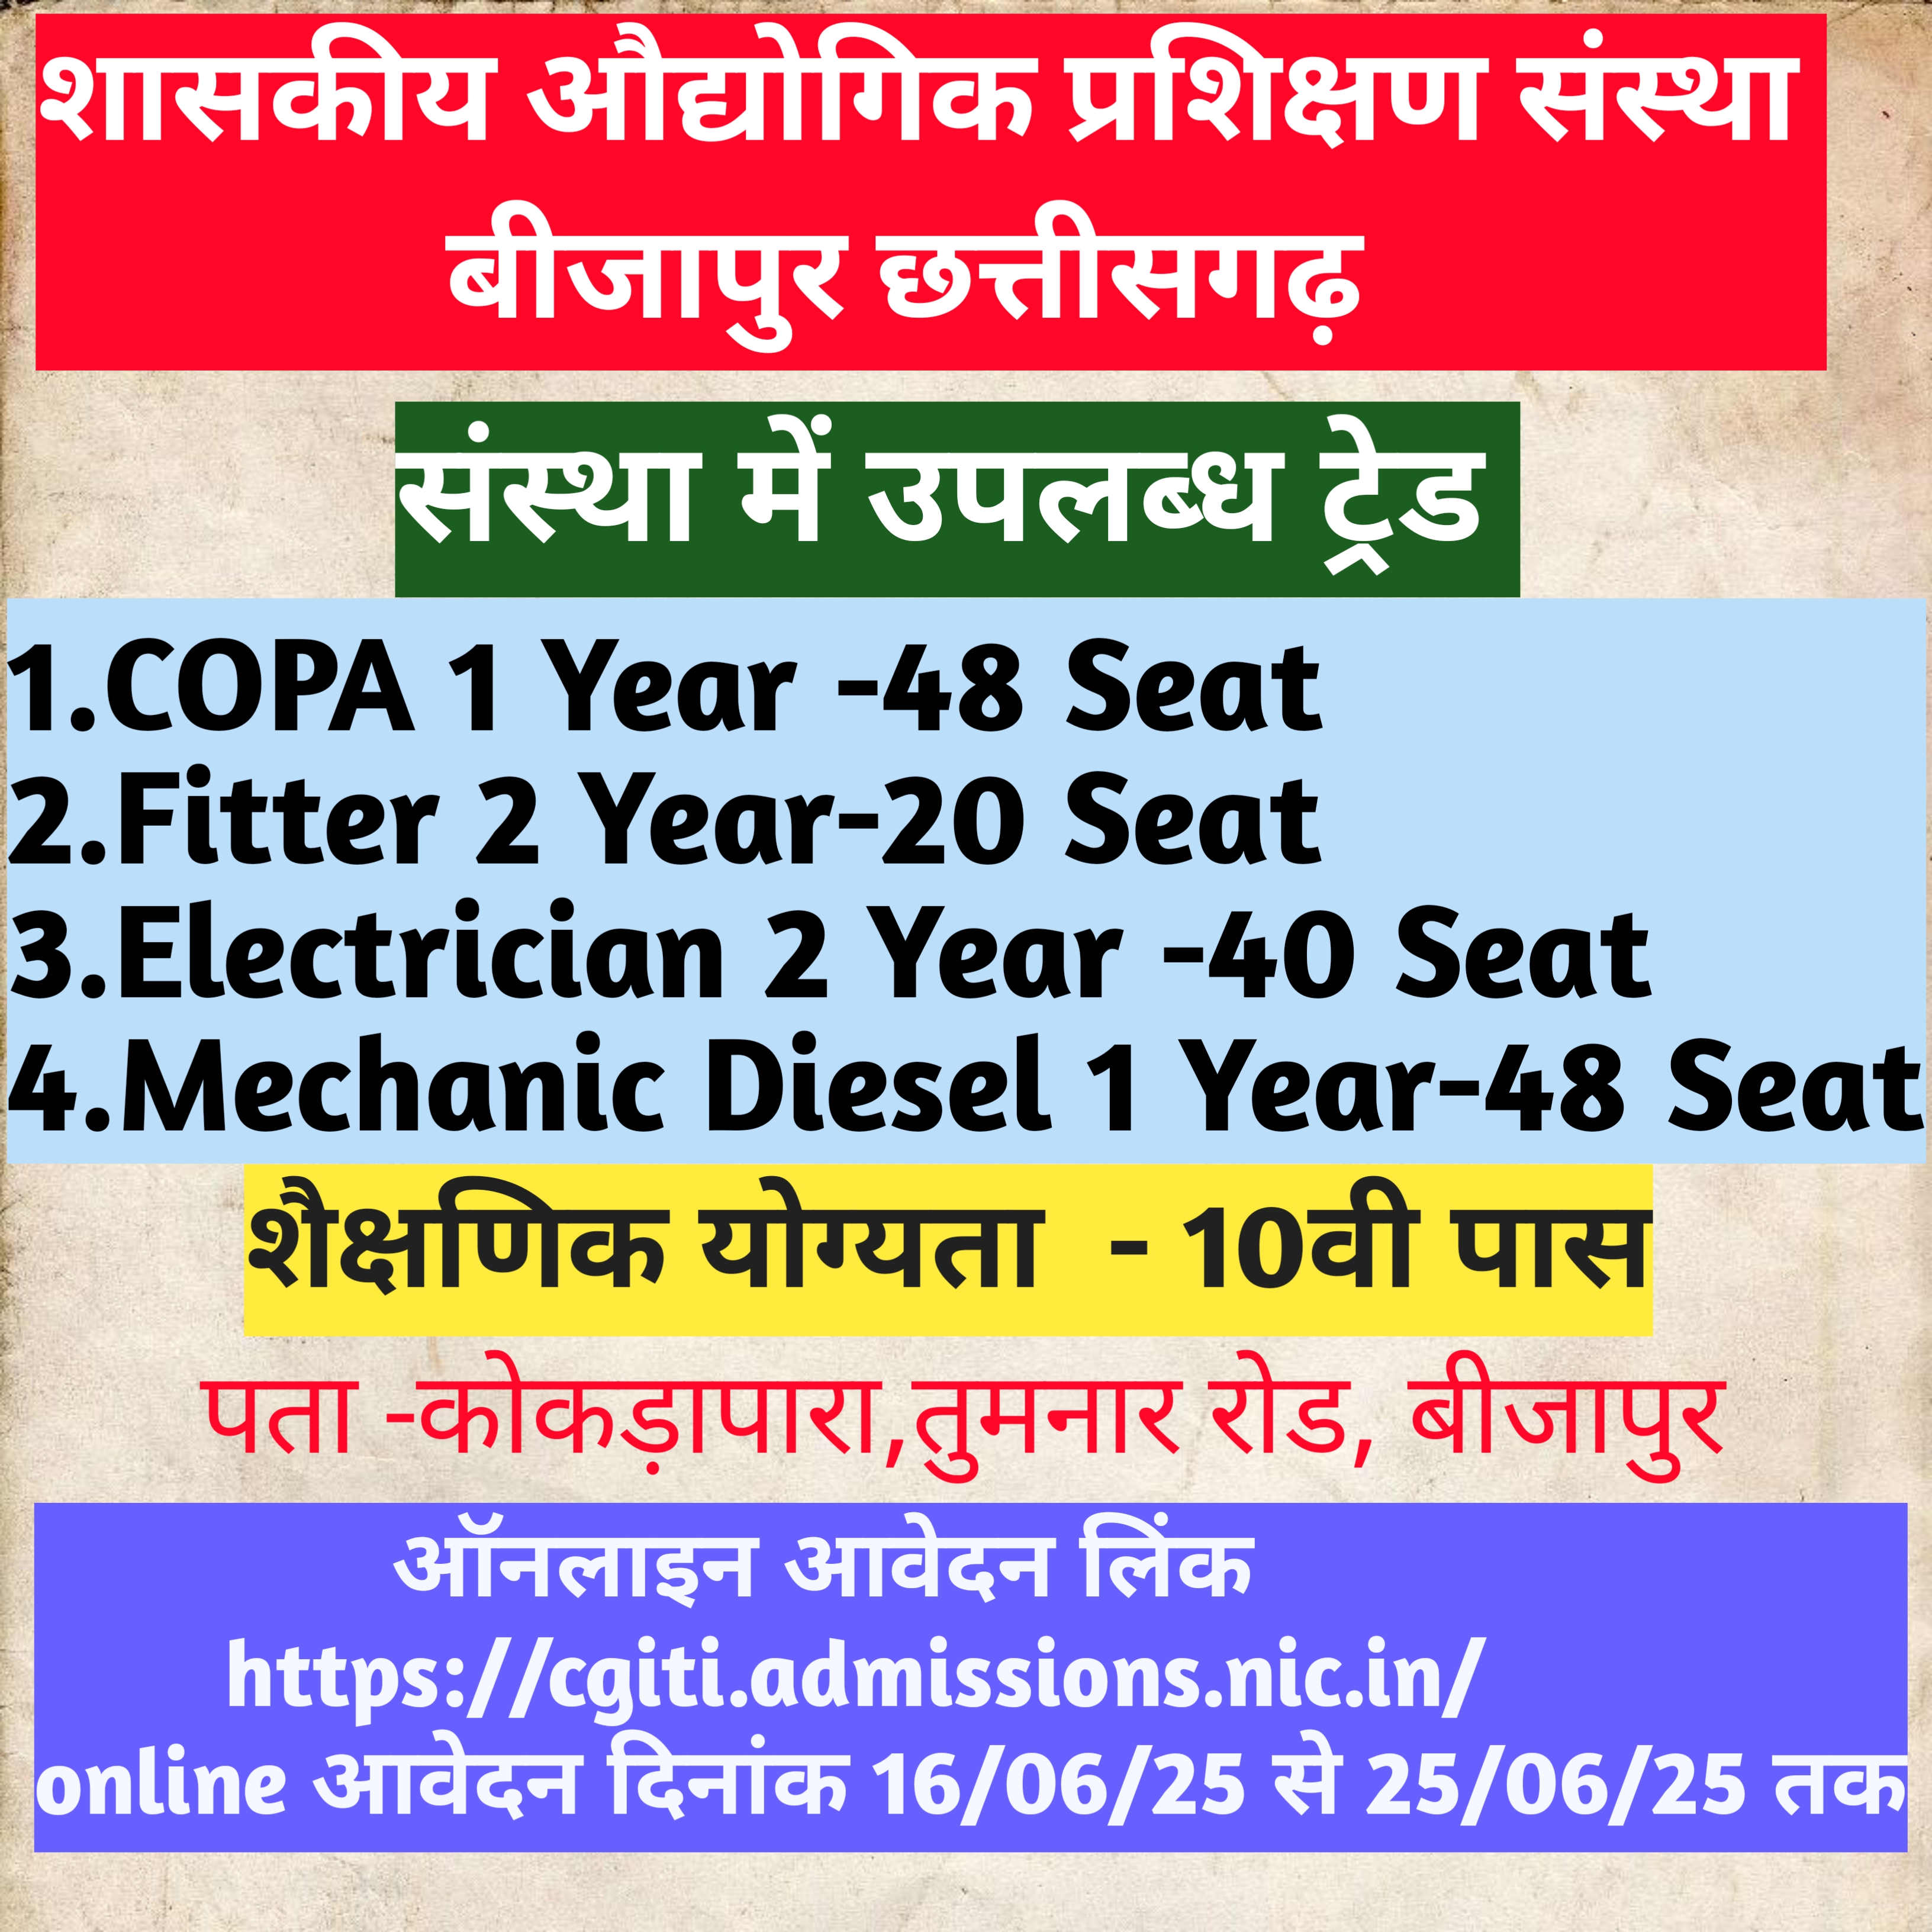 शासकीय औद्योगिक प्रशिक्षण संस्था
बीजापुर छत्तीसगढ़
संस्था में उपलब्ध ट्रेड
1.COPA 1 Year -48 Seat
2.Fitter 2 Year-20 Seat
3.Electrician 2 Year -40 Seat
4.Mechanic Diesel 1 Year-48 Seat
शैक्षणिक योग्यता - 10वी पास
पता -कोकड़ापारा,तुमनार रोड, बीजापुर
ऑनलाइन आवेदन लिंक
https://cgiti.admissions.nic.in/
online आवेदन दिनांक 16/06/25 से 25/06/25 तक